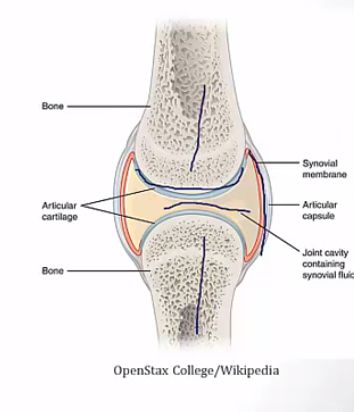 Bone
Synovial
membrane
Articular
cartilage
Articular
capsule
Joint cavity
containing
synovial fluid
Bone
OpenStax College/Wikipedia